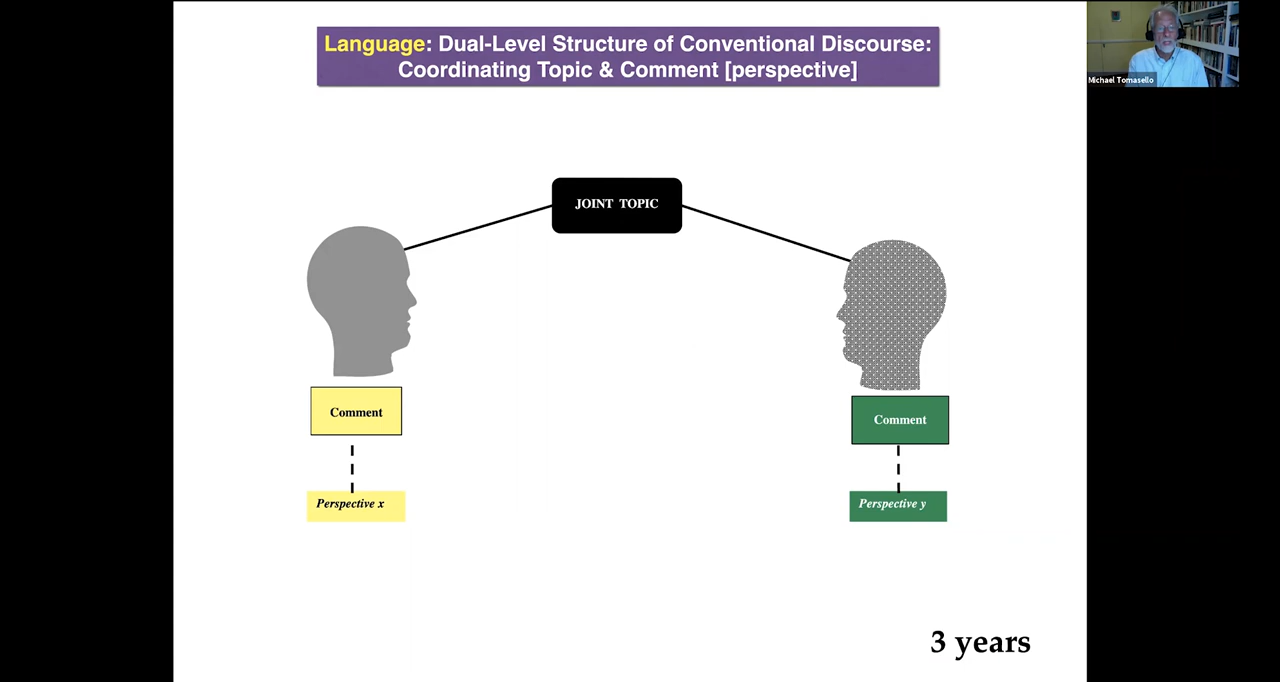 Language: Dual-Level Structure of Conventional Discourse:
Coordinating Topic & Comment [perspective]
Michael Tomasello
JOINT TOPIC
Comment
Comment
Perspective x
Perspective y
3 years